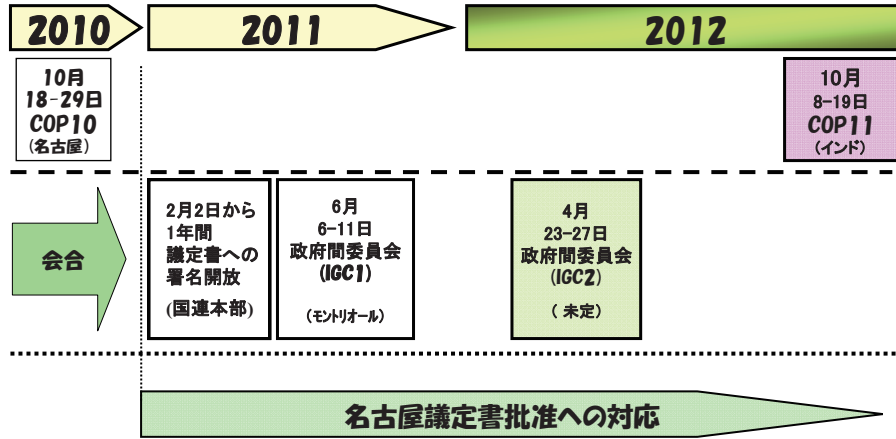 2010
2011
2012
10月
18-29日
COP10
(名古屋)
10月
8-19日
COP11
(インド)
会合
2月2日から
1年間
議定書への
署名開放
(国連本部)
6月
6-11日
政府間委員会
(IGC1)
(モントリオール)
4月
23-27日
政府間委員会
(IGC2)
( 未定)
名古屋議定書批准への対応